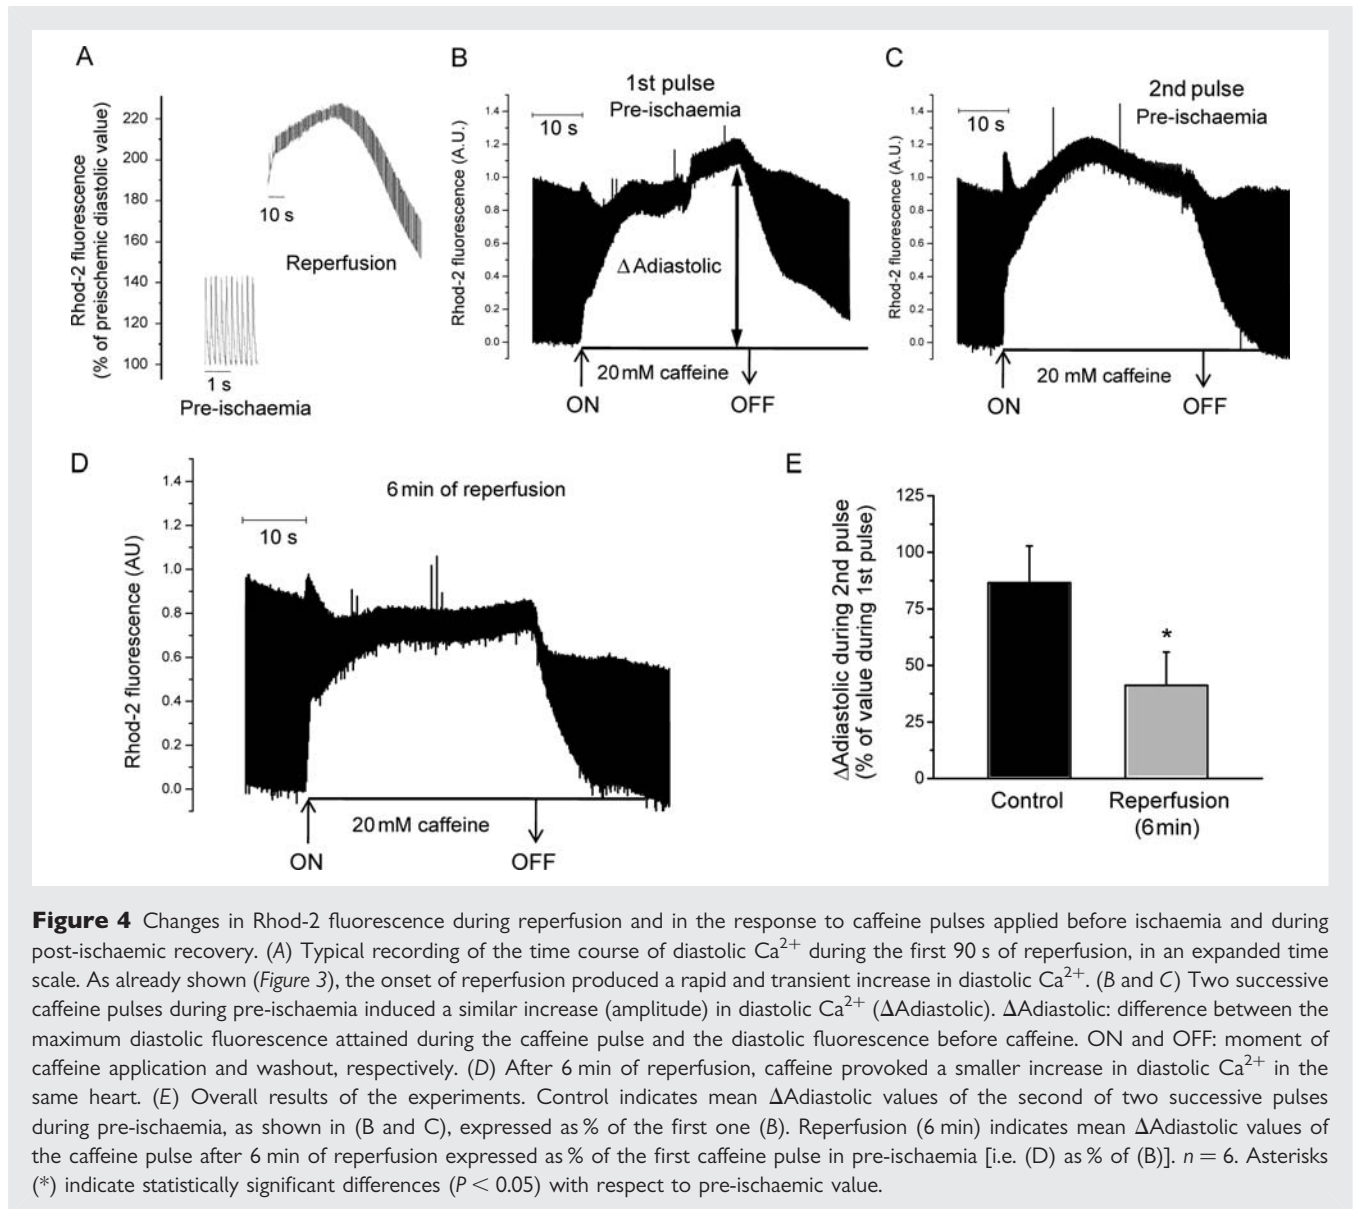 A
Rhod-2 fluorescence
(% of preischemic diastolic value)
220
200
180
160
140
120
100
10 s
Reperfusion
1 s
Pre-ischaemia
B
1st pulse
Pre-ischaemia
Rhod-2 fluorescence (A.U.)
1.4
1.2
1.0
0.8
0.6
0.4
0.2
0.0
10 s
ΔAdiastolic
20 mM caffeine
ON
OFF
C
2nd pulse
Pre-ischaemia
Rhod-2 fluorescence (A.U.)
1.4
1.2
1.0
0.8
0.6
0.4
0.2
0.0
10 s
20 mM caffeine
ON
OFF
D
6 min of reperfusion
Rhod-2 fluorescence (AU)
1.4
1.2
1.0
0.8
0.6
0.4
0.2
0.0
10 s
20 mM caffeine
ON
OFF
E
ΔAdiastolic during 2nd pulse
(% of value during 1st pulse)
125
100
75
50
25
0
*
Control
Reperfusion
(6min)
Figure 4 Changes in Rhod-2 fluorescence during reperfusion and in the response to caffeine pulses applied before ischaemia and during
post-ischaemic recovery. (A) Typical recording of the time course of diastolic Ca2+ during the first 90 s of reperfusion, in an expanded time
scale. As already shown (Figure 3), the onset of reperfusion produced a rapid and transient increase in diastolic Ca2+. (B and C) Two successive
caffeine pulses during pre-ischaemia induced a similar increase (amplitude) in diastolic Ca2+ (ΔAdiastolic). ΔAdiastolic: difference between the
maximum diastolic fluorescence attained during the caffeine pulse and the diastolic fluorescence before caffeine. ON and OFF: moment of
caffeine application and washout, respectively. (D) After 6 min of reperfusion, caffeine provoked a smaller increase in diastolic Ca2+ in the
same heart. (E) Overall results of the experiments. Control indicates mean ΔAdiastolic values of the second of two successive pulses
during pre-ischaemia, as shown in (B and C), expressed as % of the first one (B). Reperfusion (6 min) indicates mean ΔAdiastolic values of
the caffeine pulse after 6 min of reperfusion expressed as % of the first caffeine pulse in pre-ischaemia [i.e. (D) as % of (B)]. n = 6. Asterisks
(*) indicate statistically significant differences (P < 0.05) with respect to pre-ischaemic value.